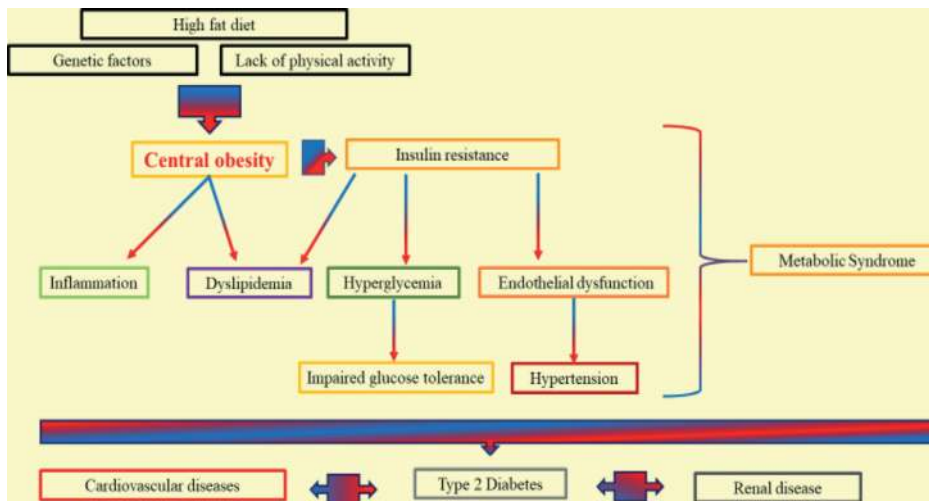 High fat diet
Genetic factors
Lack of physical activity
Central obesity
Insulin resistance
Metabolic Syndrome
Inflammation
Dyslipidemia
Hyperglycemia
Endothelial dysfunction
Impaired glucose tolerance
Hypertension
Cardiovascular diseases
Type 2 Diabetes
Renal disease